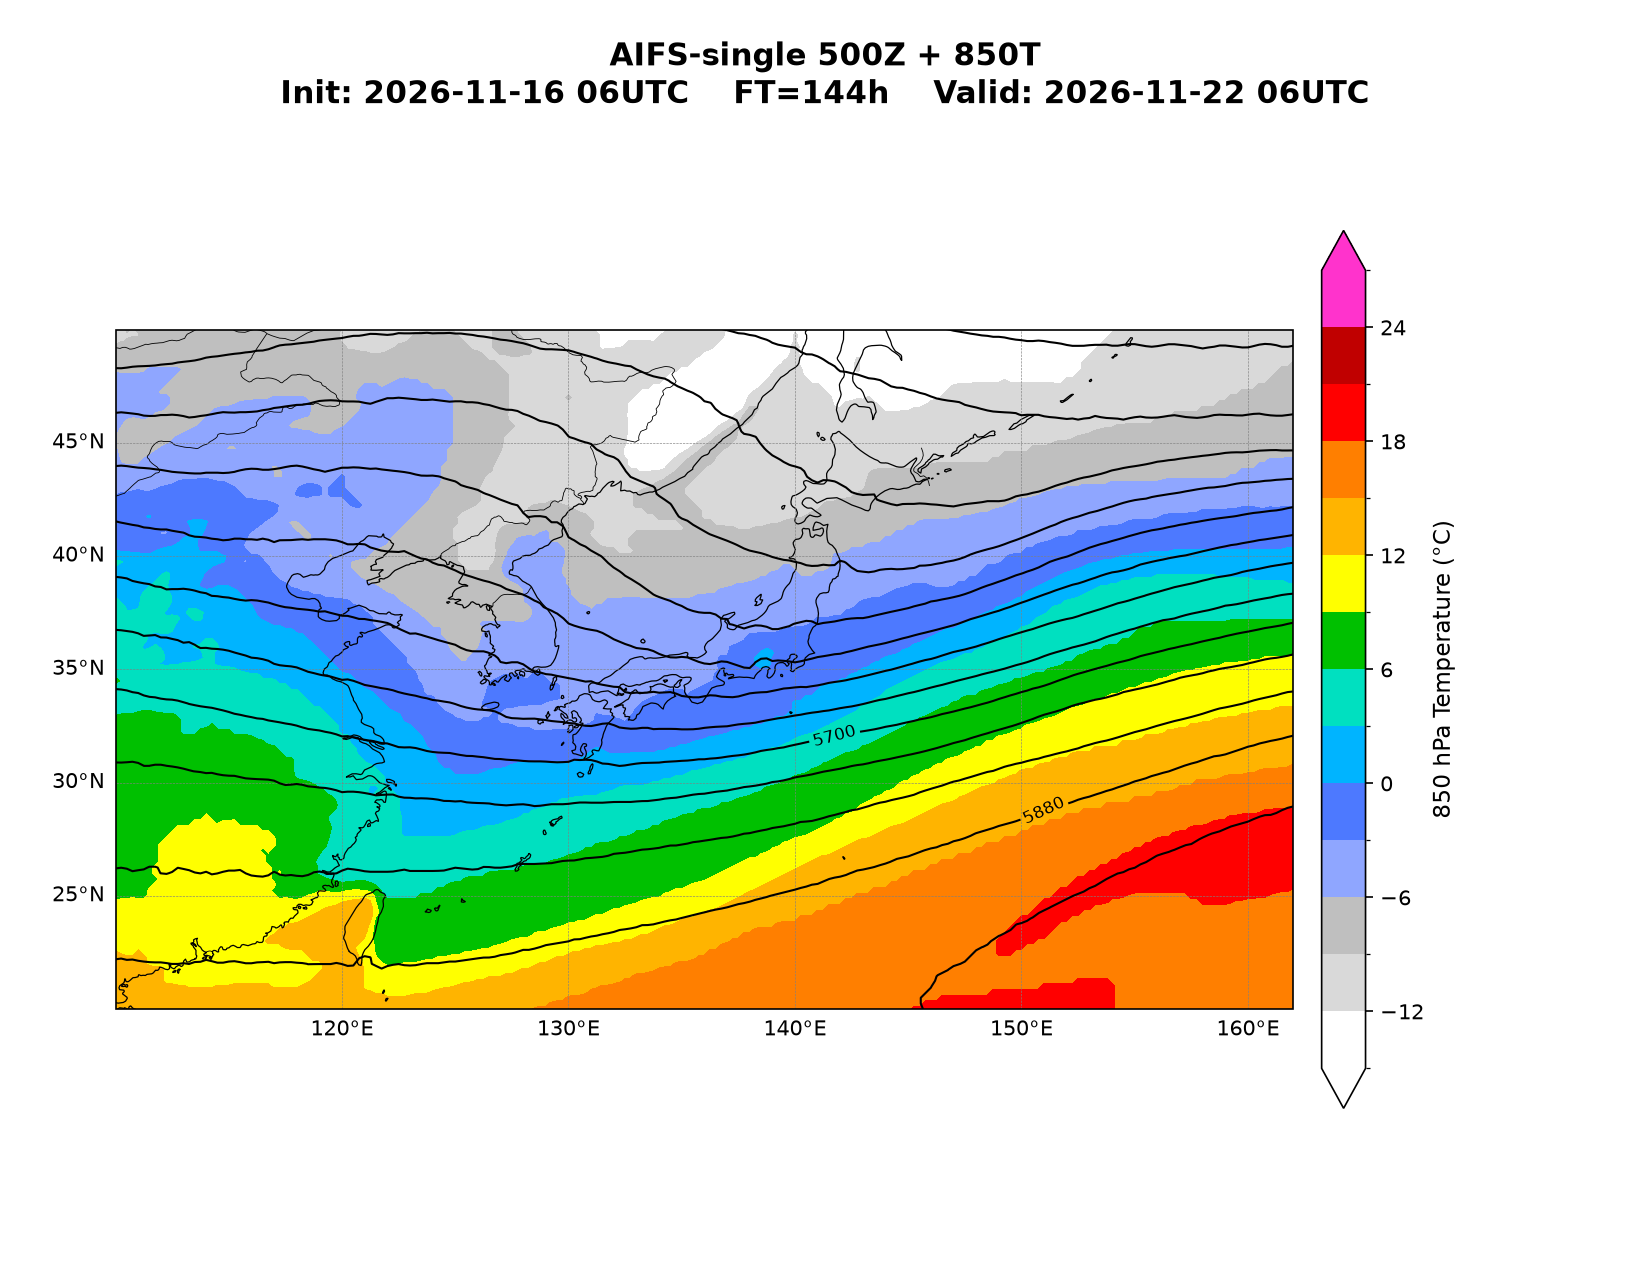 AIFS-single 500Z + 850T
Init: 2026-11-16 06UTC    FT=144h    Valid: 2026-11-22 06UTC
45°N
40°N
35°N
30°N
25°N
120°E
130°E
140°E
150°E
160°E
5700
5880
24
18
12
6
0
−6
−12
850 hPa Temperature (°C)